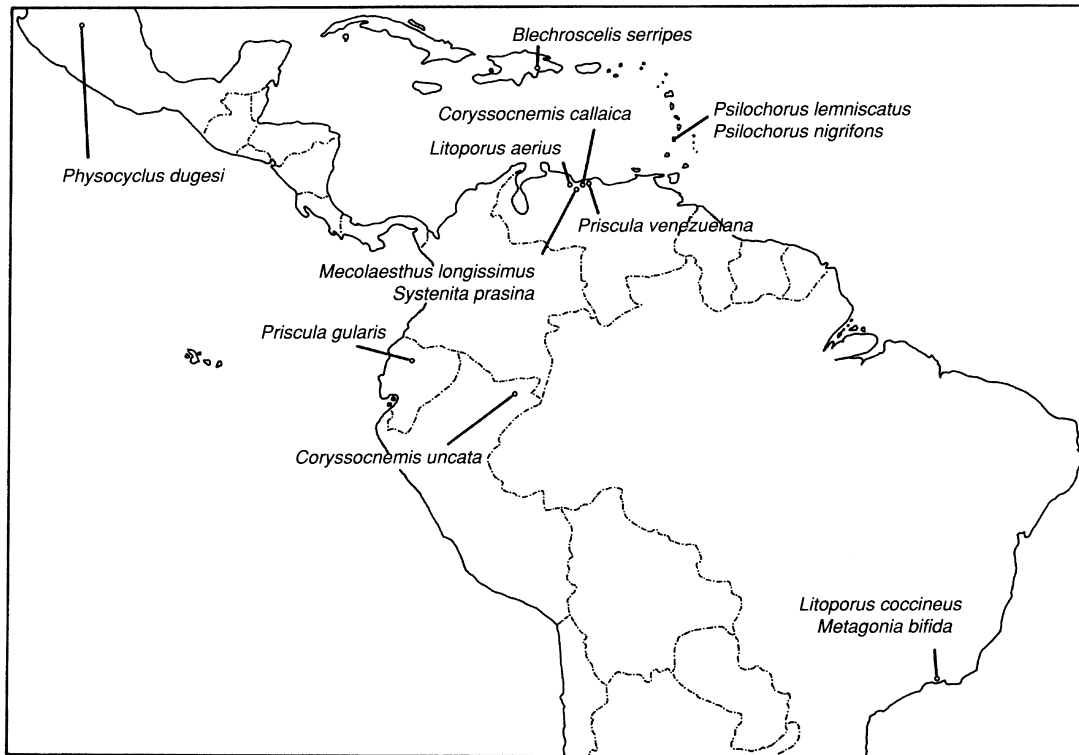 Blechroscelis serripes
Coryssocnemis callaica
Psilochorus lemniscatus
Psilochorus nigrifons
Litoporus aerius
Physocyclus dugesi
Priscula venezuelana
Mecolaesthus longissimus
Systenita prasina
Priscula gularis
Coryssocnemis uncata
Litoporus coccineus
Metagonia bifida